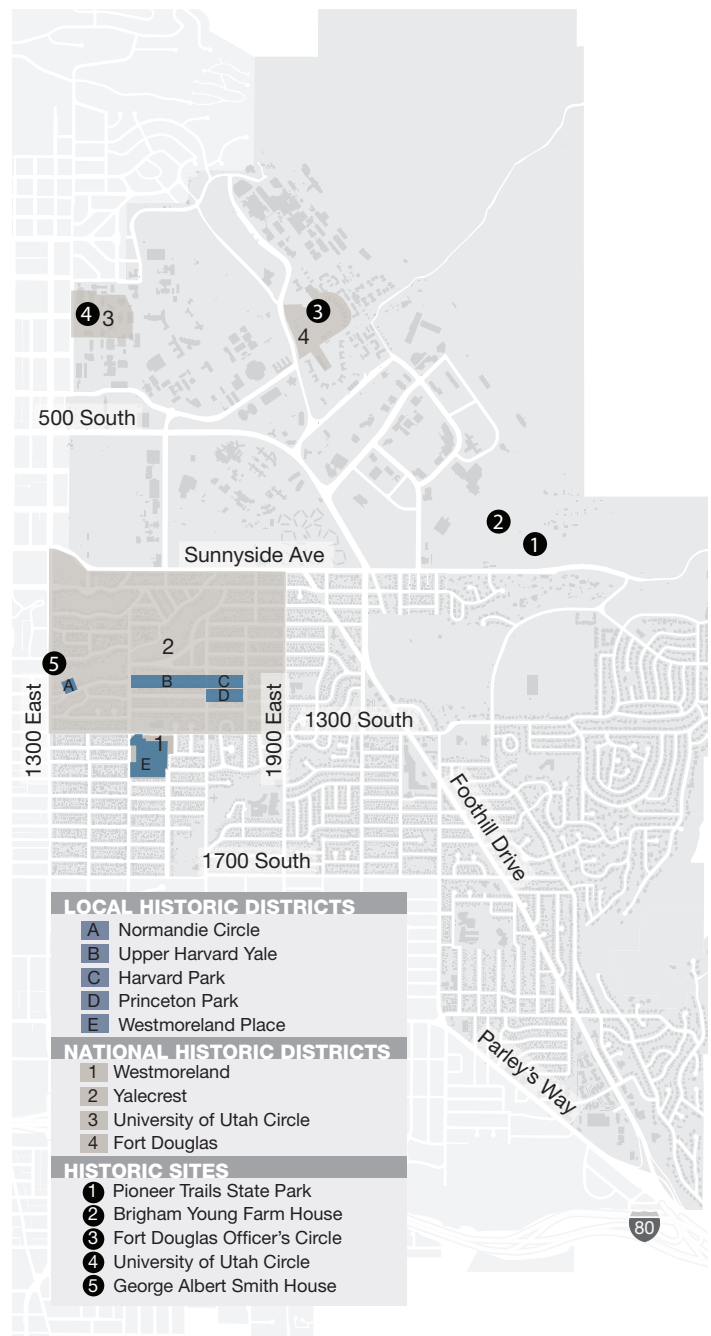 3
4
3
4
500 South
2
1
Sunnyside Ave
2
5
A
B
C
D
1300 East
1900 East
1300 South
1
E
Foothill Drive
1700 South
LOCAL HISTORIC DISTRICTS
A Normandie Circle
B Upper Harvard Yale
C Harvard Park
D Princeton Park
E Westmoreland Place
Parley's Way
NATIONAL HISTORIC DISTRICTS
1 Westmoreland
2 Yalecrest
3 University of Utah Circle
4 Fort Douglas
HISTORIC SITES
1 Pioneer Trails State Park
2 Brigham Young Farm House
3 Fort Douglas Officer's Circle
4 University of Utah Circle
5 George Albert Smith House
80